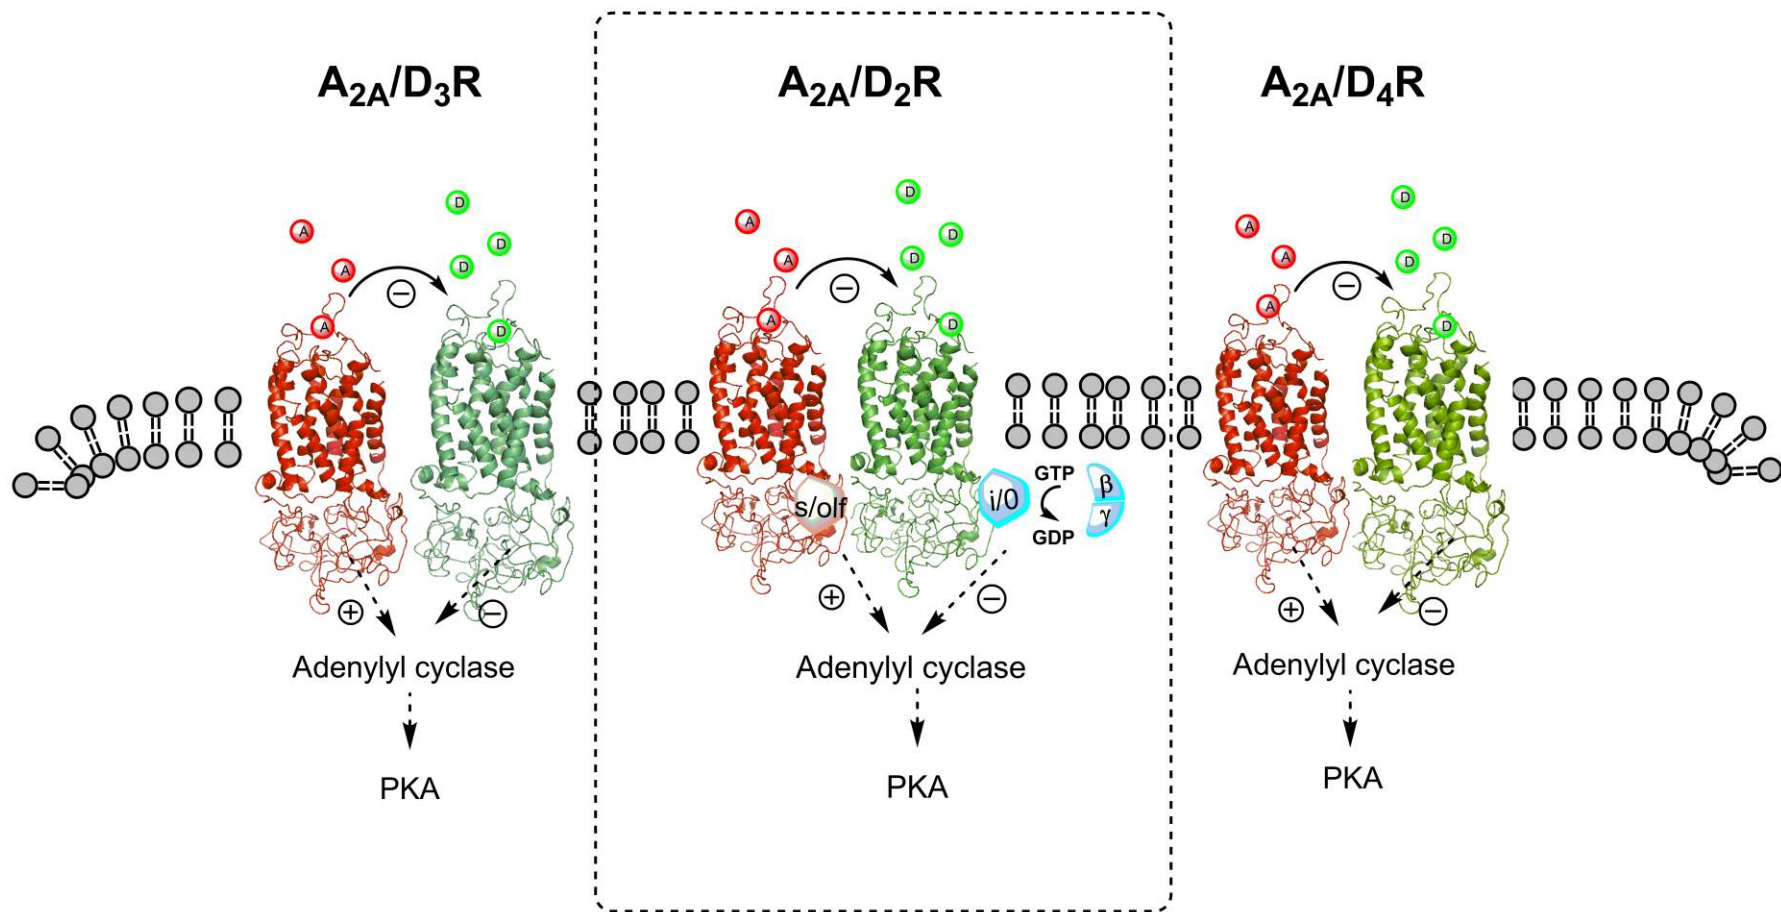 A2A/D3R
A2A/D2R
A2A/D4R
A
A
A
D
D
D
D
A
A
A
D
D
D
D
A
A
A
D
D
D
D
−
−
−
s/olf
i/0
GTP
GDP
β
γ
+
−
+
−
+
−
Adenylyl cyclase
Adenylyl cyclase
Adenylyl cyclase
PKA
PKA
PKA